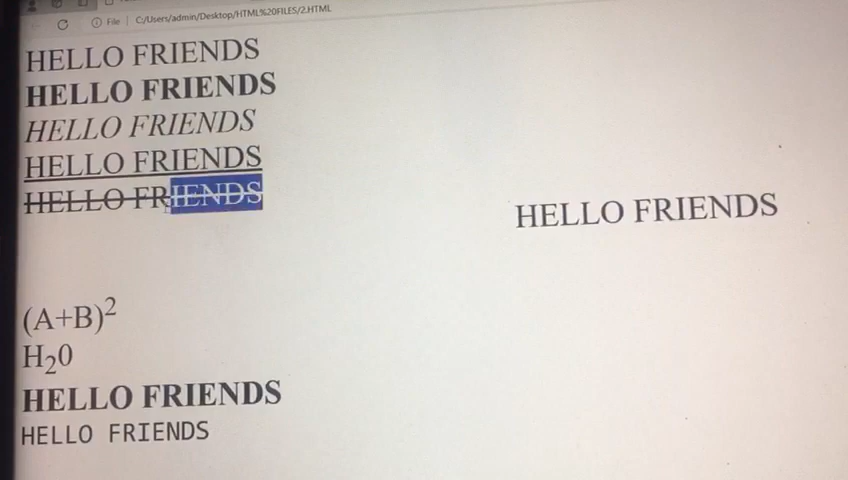 File | C:/Users/admin/Desktop/HTML%20FILES/2.HTML
HELLO FRIENDS
HELLO FRIENDS
HELLO FRIENDS
HELLO FRIENDS
HELLO FRIENDS
HELLO FRIENDS
(A+B)²
H₂0
HELLO FRIENDS
HELLO FRIENDS